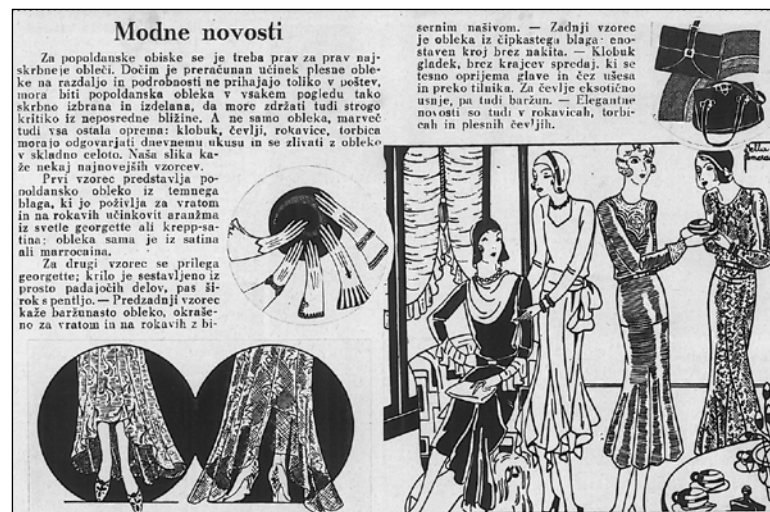 Modne novosti
Za popoldanske obiske se je treba prav za prav naj-
skrbneje obleči. Dočim je preračunan učinek plesne oble-
ke na razdaljo in podrobnosti ne prihajajo toliko v poštev,
mora biti popoldanska obleka v vsakem pogledu tako
skrbno izbrana in izdelana, da more zdržati tudi strogo
kritiko iz neposredne bližine. A ne samo obleka, marveč
tudi vsa ostala oprema: klobuk, čevlji, rokavice, torbica
morajo odgovarjati dnevnemu ukusu in se zlivati z obleko
v skladno celoto. Naša slika ka-
že nekaj najnovejših vzorcev.
Prvi vzorec predstavlja po-
poldansko obleko iz temnega
blaga, ki jo poživlja za vratom
in na rokavih učinkovit aranžma
iz svetle georgette ali krepp-sa-
tina; obleka sama je iz satina
ali marrocaina.
Za drugi vzorec se prilega
georgette; krilo je sestavljeno iz
prosto padajočih delov, pas ši-
rok s pentljo. — Predzadnji vzorec
kaže baržunasto obleko, okraše-
no za vratom in na rokavih z bi-
sernim našivom. — Zadnji vzorec
je obleka iz čipkastega blaga: eno-
staven kroj brez nakita. — Klobuk
gladek, brez krajcev spredaj, ki se
tesno oprijema glave in čez ušesa
in preko tilnika. Za čevlje eksotično
usnje, pa tudi baržun. — Elegantne
novosti so tudi v rokavicah, torbi-
cah in plesnih čevljih.